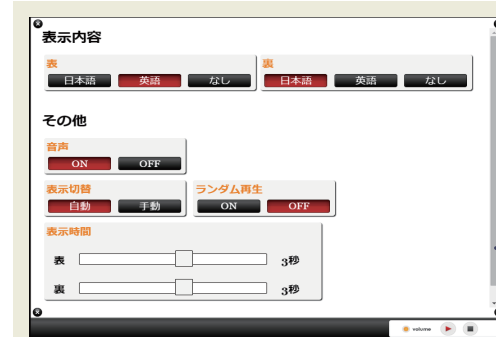 表示内容
表 裏
日本語 英語 なし 日本語 英語 なし
その他
音声
ON OFF
表示切替 ランダム再生
自動 手動 ON OFF
表示時間
表 3秒
裏 3秒
volume